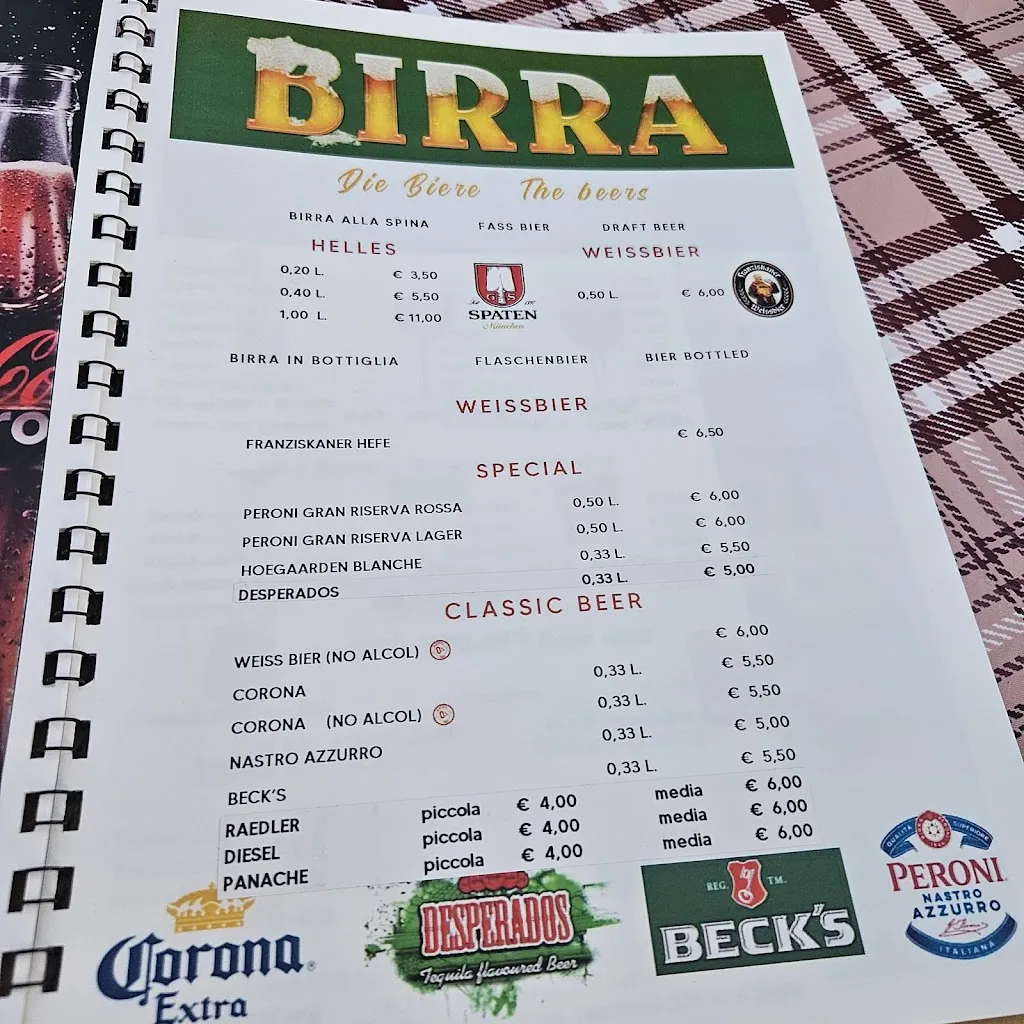 BIRRA
Die Biere The beers
BIRRA ALLA SPINA FASS BIER DRAFT BEER
HELLES WEISSBIER
0,20 L. € 3,50
0,40 L. € 5,50 0,50 L. € 6,00
1,00 L. € 11,00
SPATEN
München
Franziskaner
Weissbier
BIRRA IN BOTTIGLIA FLASCHENBIER BIER BOTTLED
WEISSBIER
FRANZISKANER HEFE € 6,50
SPECIAL
PERONI GRAN RISERVA ROSSA 0,50 L. € 6,00
PERONI GRAN RISERVA LAGER 0,50 L. € 6,00
HOEGAARDEN BLANCHE 0,33 L. € 5,50
DESPERADOS 0,33 L. € 5,00
CLASSIC BEER
WEISS BIER (NO ALCOL) € 6,00
CORONA 0,33 L. € 5,50
CORONA (NO ALCOL) 0,33 L. € 5,50
NASTRO AZZURRO 0,33 L. € 5,00
BECK'S 0,33 L. € 5,50
RAEDLER piccola € 4,00 media € 6,00
DIESEL piccola € 4,00 media € 6,00
PANACHE piccola € 4,00 media € 6,00
Corona
Extra
DESPERADOS
Tequila flavoured Beer
REG. TM.
BECK'S
QUALITÀ SUPERIORE
PERONI
NASTRO
AZZURRO
ITALIANA